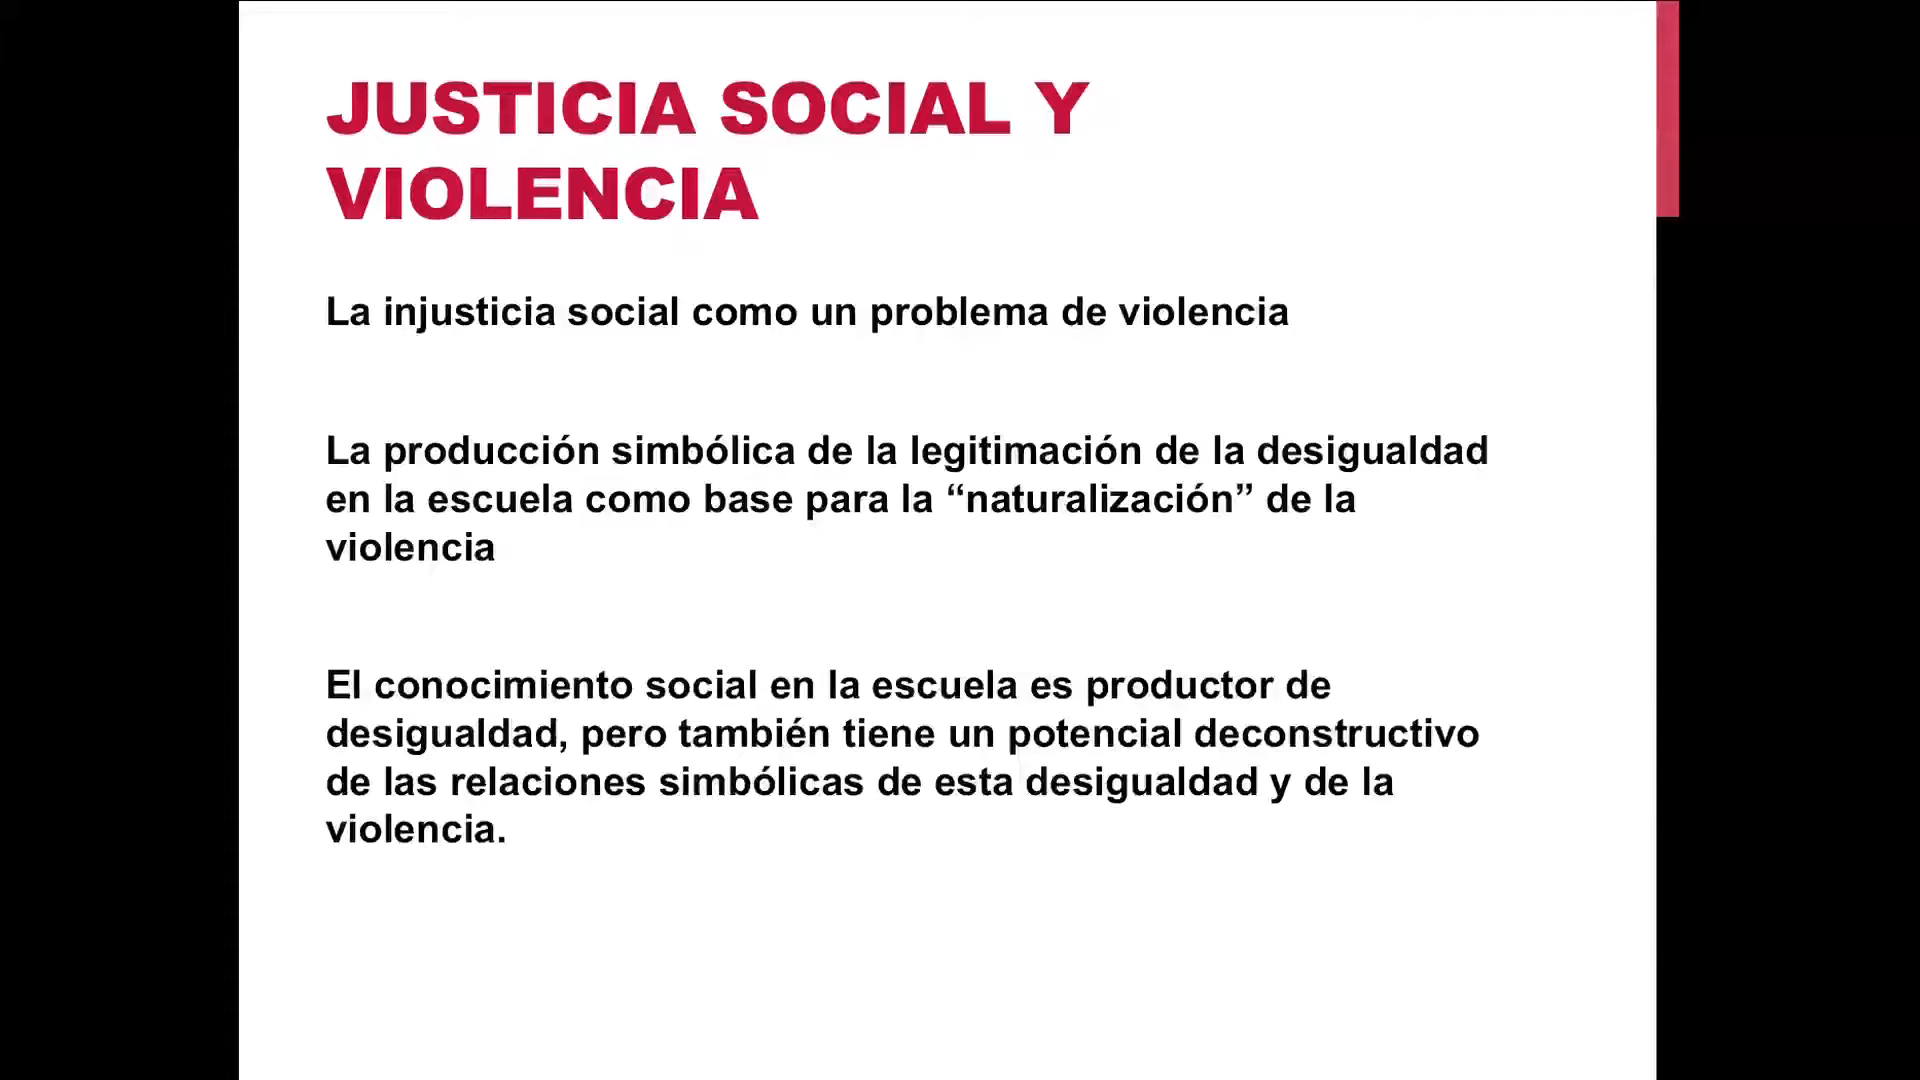 JUSTICIA SOCIAL Y
VIOLENCIA
La injusticia social como un problema de violencia
La producción simbólica de la legitimación de la desigualdad
en la escuela como base para la “naturalización” de la
violencia
El conocimiento social en la escuela es productor de
desigualdad, pero también tiene un potencial deconstructivo
de las relaciones simbólicas de esta desigualdad y de la
violencia.